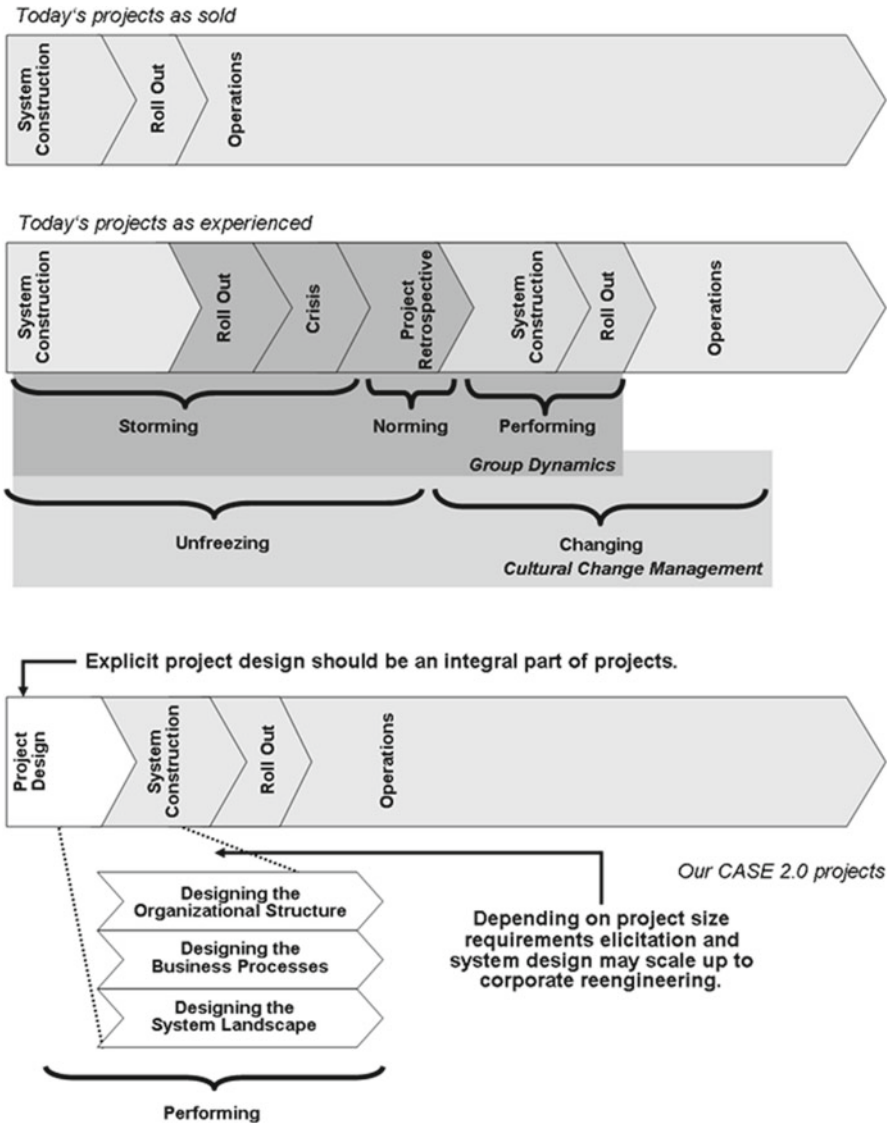 Today's projects as sold
System
Construction
Roll Out
Operations
Today's projects as experienced
System
Construction
Roll Out
Crisis
Project
Retrospective
System
Construction
Roll Out
Operations
Storming
Norming
Performing
Group Dynamics
Unfreezing
Changing
Cultural Change Management
Explicit project design should be an integral part of projects.
Project
Design
System
Construction
Roll Out
Operations
Our CASE 2.0 projects
Designing the
Organizational Structure
Designing the
Business Processes
Designing the
System Landscape
Depending on project size
requirements elicitation and
system design may scale up to
corporate reengineering.
Performing